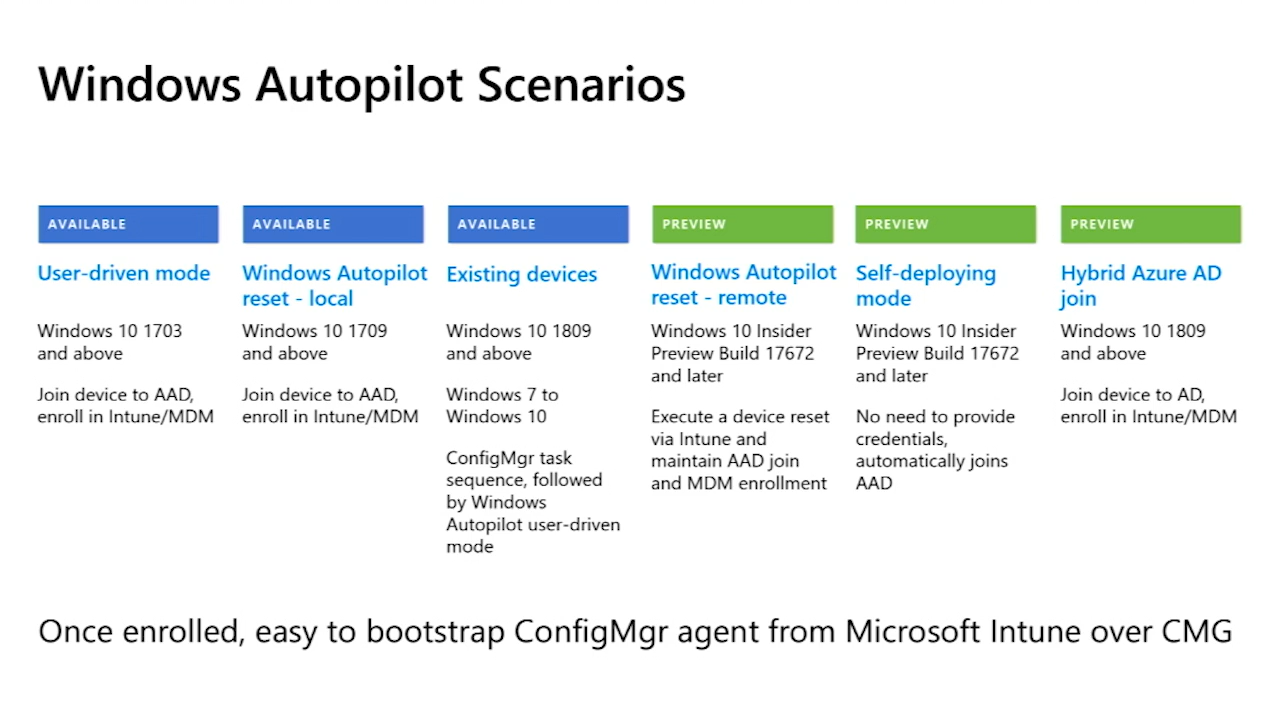 Windows Autopilot Scenarios
AVAILABLE
User-driven mode
Windows 10 1703
and above
Join device to AAD,
enroll in Intune/MDM
AVAILABLE
Windows Autopilot
reset - local
Windows 10 1709
and above
Join device to AAD,
enroll in Intune/MDM
AVAILABLE
Existing devices
Windows 10 1809
and above
Windows 7 to
Windows 10
ConfigMgr task
sequence, followed
by Windows
Autopilot user-driven
mode
PREVIEW
Windows Autopilot
reset - remote
Windows 10 Insider
Preview Build 17672
and later
Execute a device reset
via Intune and
maintain AAD join
and MDM enrollment
PREVIEW
Self-deploying
mode
Windows 10 Insider
Preview Build 17672
and later
No need to provide
credentials,
automatically joins
AAD
PREVIEW
Hybrid Azure AD
join
Windows 10 1809
and above
Join device to AD,
enroll in Intune/MDM
Once enrolled, easy to bootstrap ConfigMgr agent from Microsoft Intune over CMG